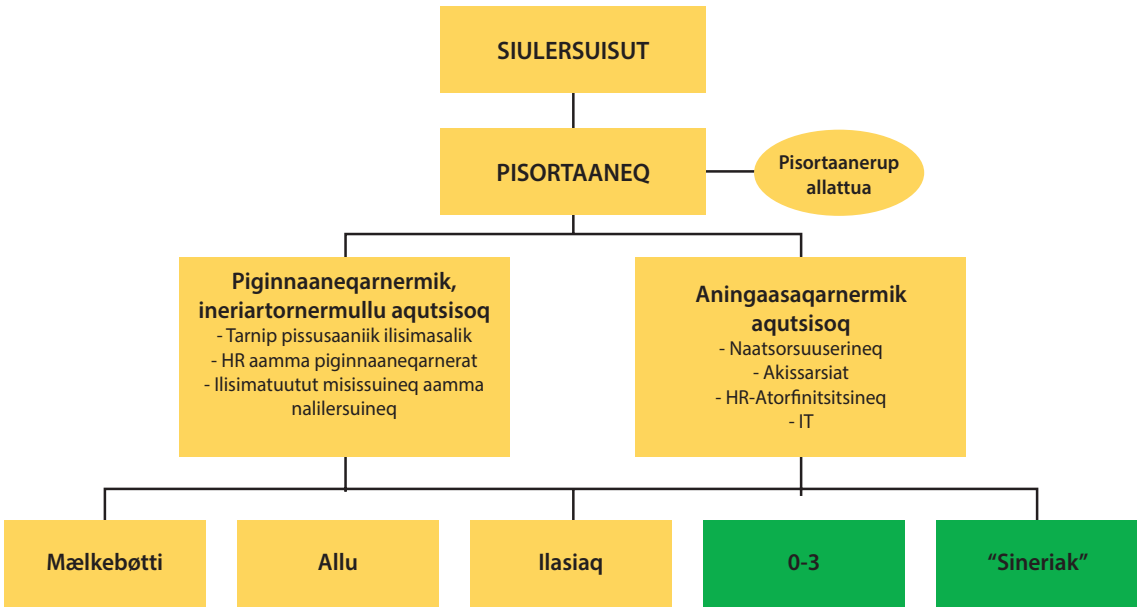 SIULERSUISUT
PISORTAANEQ
Pisortaanerup
allattua
Piginnaaneqarnermik,
ineriartornermullu aqutsisoq
- Tarnip pissusaaniik ilisimasalik
- HR aamma piginnaaneqarnerat
- Ilisimatuutut misissuineq aamma
nalilersuineq
Aningaasaqarnermik
aqutsisoq
- Naatsorsuuserineq
- Akissarsiat
- HR-Atorfinitsitsineq
- IT
Mælkebøtti
Allu
Ilasiaq
0-3
“Sineriak”